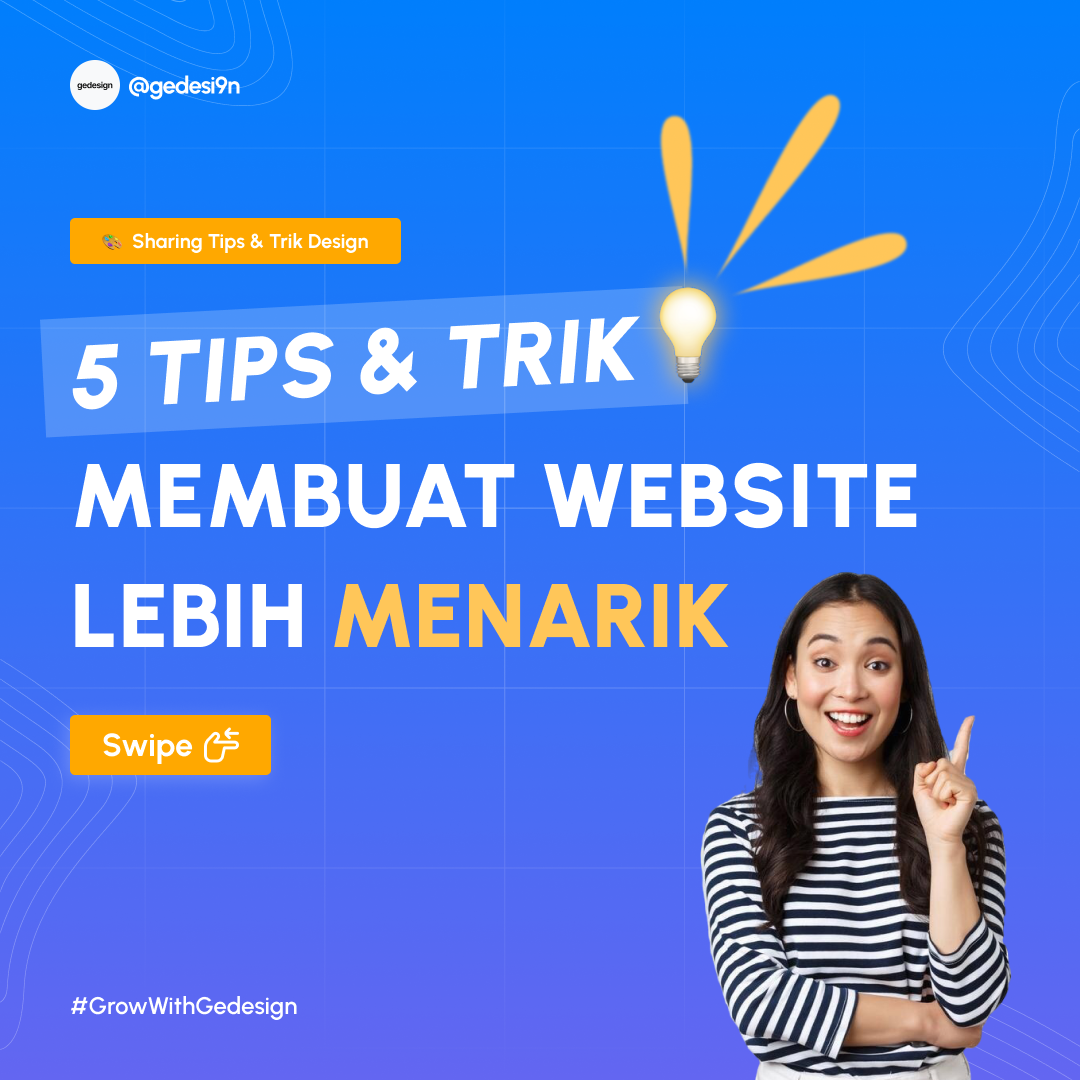 gedesign
@gedesi9n
Sharing Tips & Trik Design
5 TIPS & TRIK
MEMBUAT WEBSITE
LEBIH MENARIK
Swipe
#GrowWithGedesign